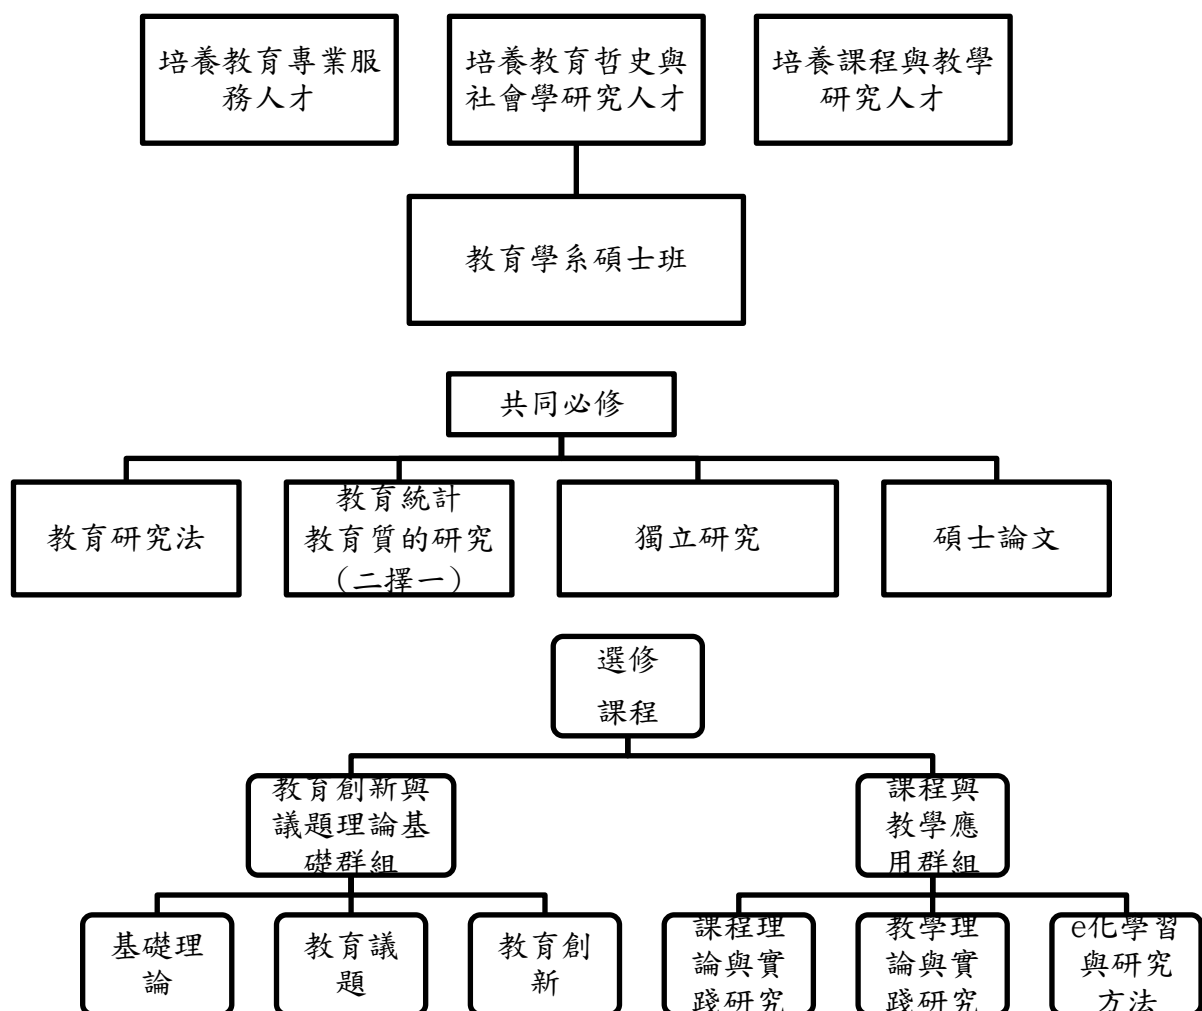 培養教育專業服
務人才
培養教育哲史與
社會學研究人才
培養課程與教學
研究人才
教育學系碩士班
共同必修
教育研究法
教育統計
教育質的研究
(二擇一)
獨立研究
碩士論文
選修
課程
教育創新與
議題理論基
礎群組
課程與
教學應
用群組
基礎理
論
教育議
題
教育創
新
課程理
論與實
踐研究
教學理
論與實
踐研究
e化學習
與研究
方法